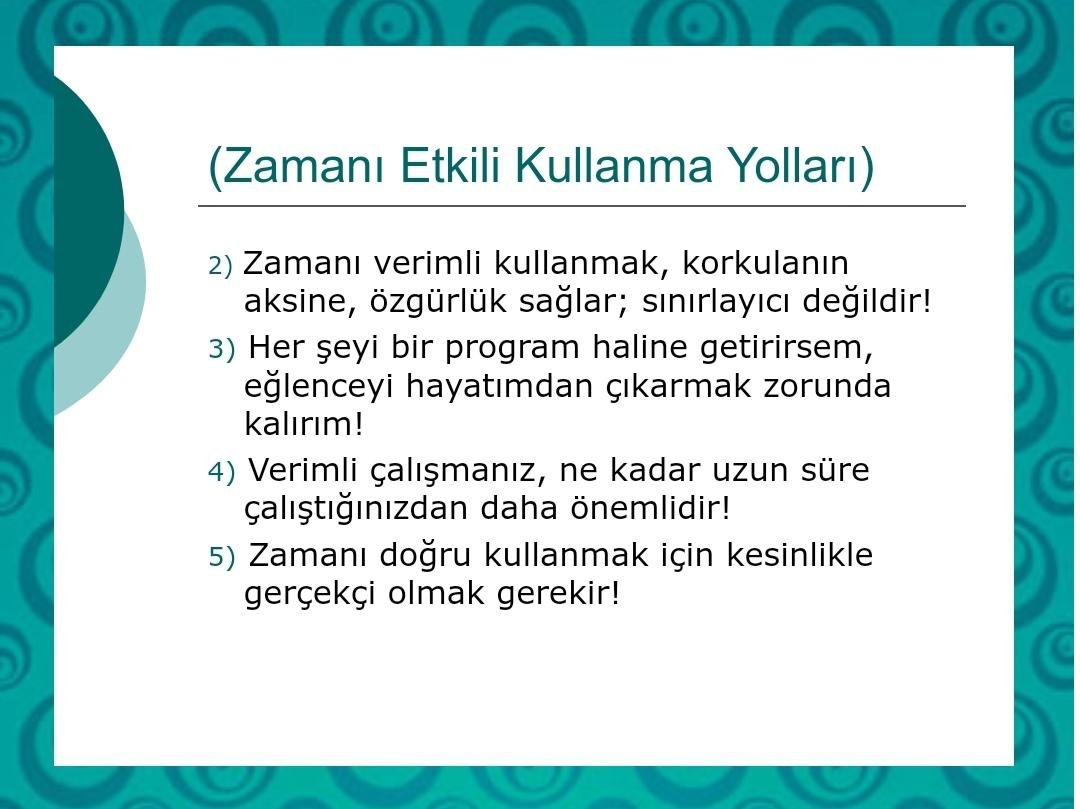 (Zamanı Etkili Kullanma Yolları)
2) Zamanı verimli kullanmak, korkulanın
aksine, özgürlük sağlar; sınırlayıcı değildir!
3) Her şeyi bir program haline getirirsem,
eğlenceyi hayatımdan çıkarmak zorunda
kalırım!
4) Verimli çalışmanız, ne kadar uzun süre
çalıştığınızdan daha önemlidir!
5) Zamanı doğru kullanmak için kesinlikle
gerçekçi olmak gerekir!